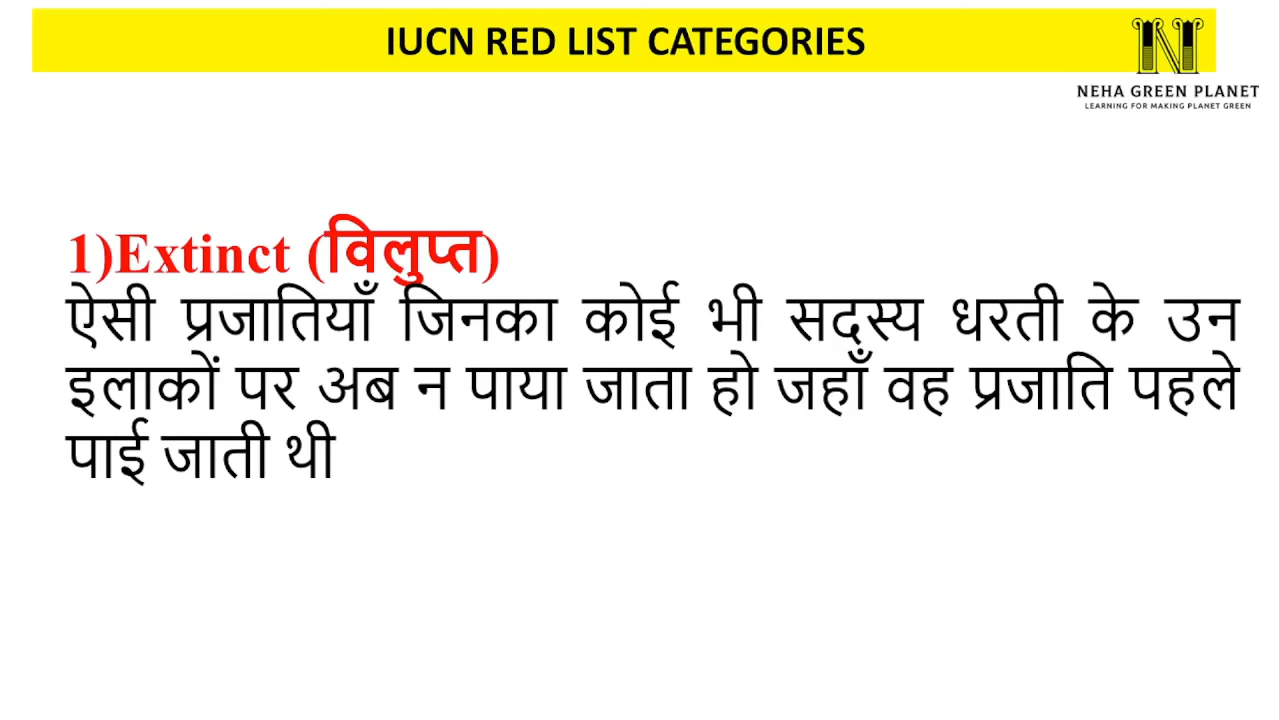 IUCN RED LIST CATEGORIES
N
NEHA GREEN PLANET
LEARNING FOR MAKING PLANET GREEN
1)Extinct (विलुप्त)
ऐसी प्रजातियाँ जिनका कोई भी सदस्य धरती के उन
इलाकों पर अब न पाया जाता हो जहाँ वह प्रजाति पहले
पाई जाती थी